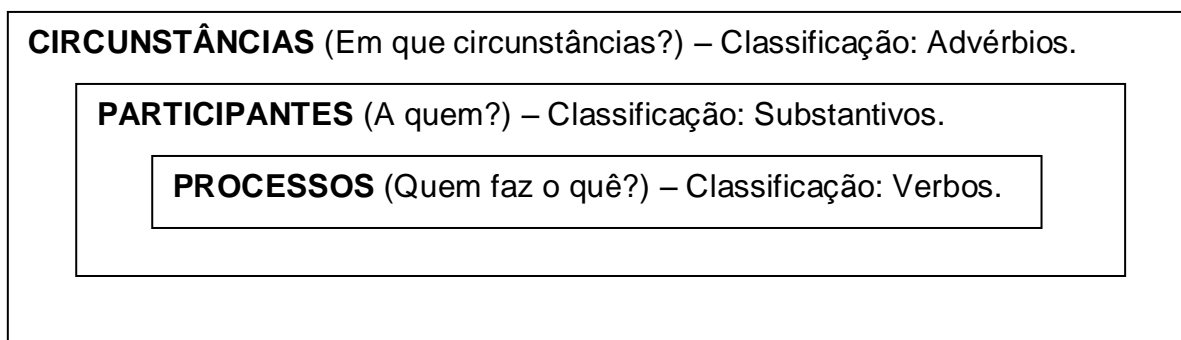 CIRCUNSTÂNCIAS (Em que circunstâncias?) – Classificação: Advérbios.
PARTICIPANTES (A quem?) – Classificação: Substantivos.
PROCESSOS (Quem faz o quê?) – Classificação: Verbos.